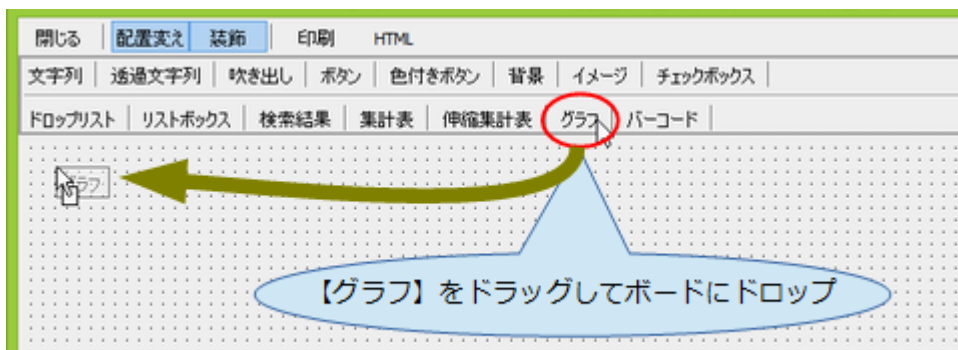 閉じる 配置変え 装飾 印刷 HTML
文字列 透過文字列 吹き出し ボタン 色付きボタン 背景 イメージ チェックボックス
ドロップリスト リストボックス 検索結果 集計表 伸縮集計表 グラフ バーコード
グラフ
【グラフ】をドラッグしてボードにドロップ